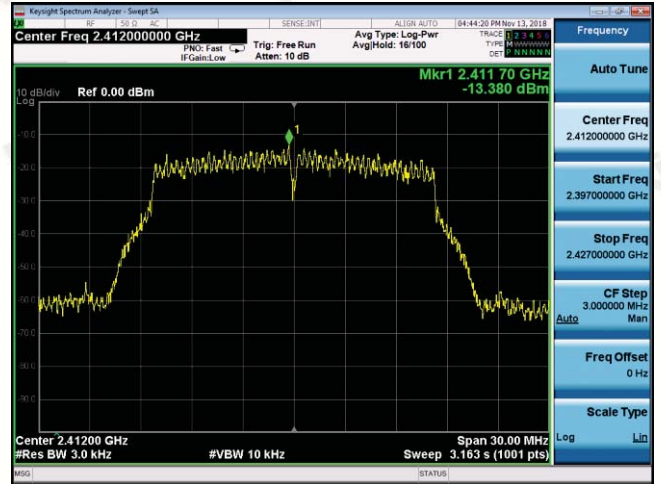 Keysight Spectrum Analyzer - Swept SA
RF 50 Ω AC SENSE:INT ALIGN AUTO 04:44:20 PM Nov 13, 2018
Center Freq 2.412000000 GHz
PNO: Fast
IFGain:Low
Trig: Free Run
Atten: 10 dB
Avg Type: Log-Pwr
Avg|Hold: 16/100
TRACE 1 2 3 4 5 6
TYPE M WWWWW
DET P NNNNN
Frequency
Mkr1 2.411 70 GHz
-13.380 dBm
10 dB/div Ref 0.00 dBm
Log
1
-10.0
-20.0
-30.0
-40.0
-50.0
-60.0
-70.0
-80.0
-90.0
Center 2.41200 GHz Span 30.00 MHz
#Res BW 3.0 kHz #VBW 10 kHz Sweep 3.163 s (1001 pts)
Auto Tune
Center Freq
2.412000000 GHz
Start Freq
2.397000000 GHz
Stop Freq
2.427000000 GHz
CF Step
3.000000 MHz
Auto Man
Freq Offset
0 Hz
Scale Type
Log Lin
MSG STATUS